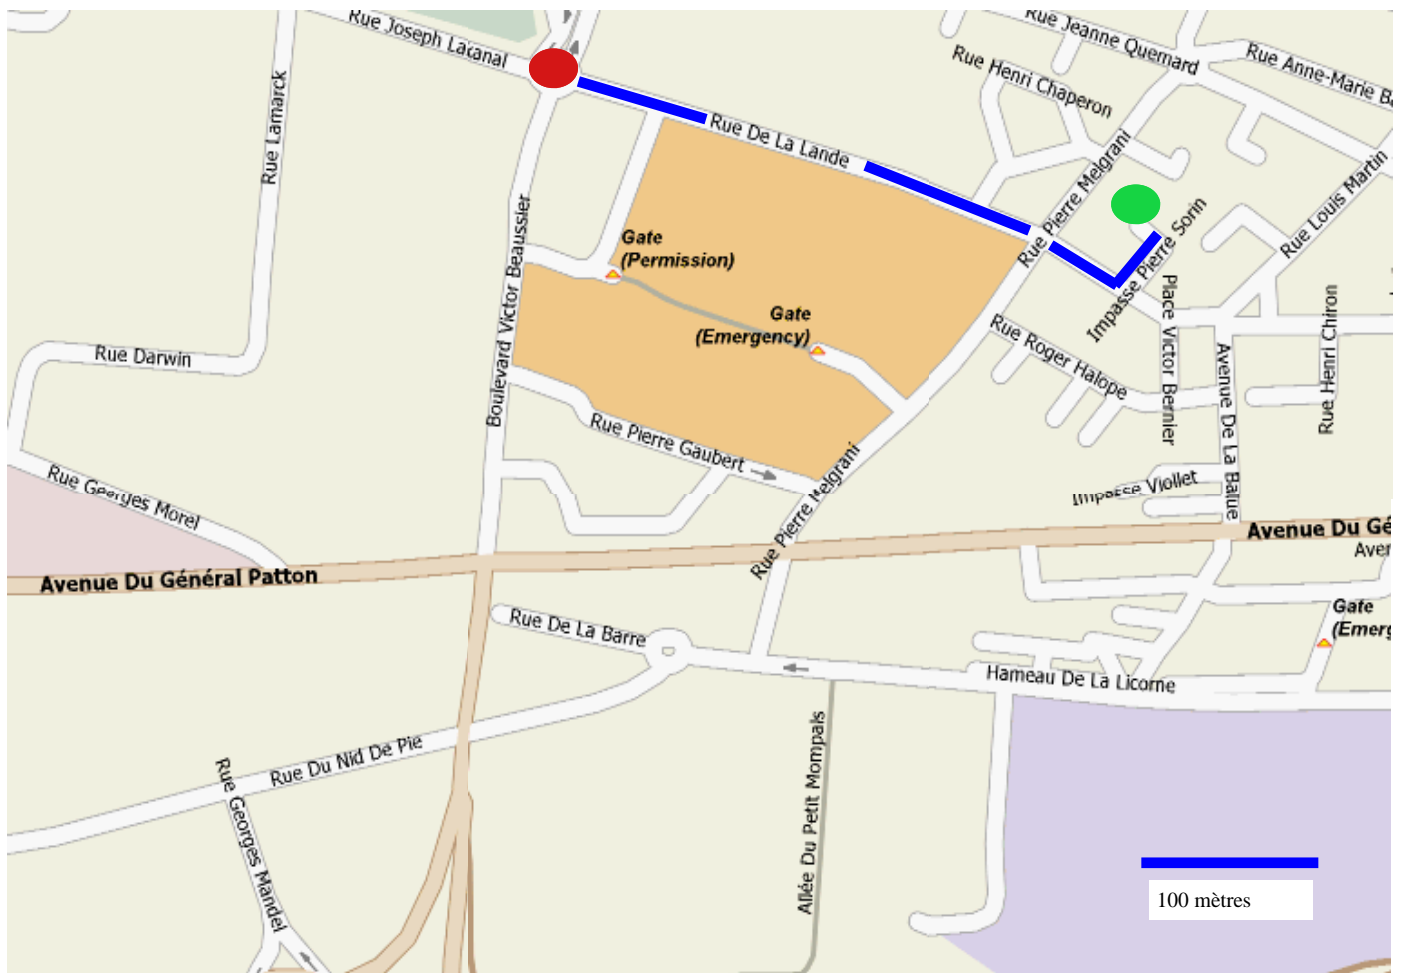 Rue Joseph Lacanal
Rue Jeanne Quemard
Rue Anne-Marie B
Rue Henri Chaperon
Rue Lamarck
Rue De La Lande
Rue Pierre Melgrani
Rue Louis Martin
Gate
(Permission)
Boulevard Victor Beaussier
Impasse Pierre Sorin
Place Victor Bernier
Gate
(Emergency)
Rue Roger Halope
Rue Henri Chiron
Avenue De La Balue
Rue Darwin
Rue Pierre Gaubert
Rue Pierre Melgrani
Impasse Viollet
Rue Georges Morel
Avenue Du Gé
Aver
Avenue Du Général Patton
Gate
(Emerg
Rue De La Barre
Hameau De La Licorne
Rue Du Nid De Pie
Allée Du Petit Mompais
Rue Georges Mandel
100 mètres